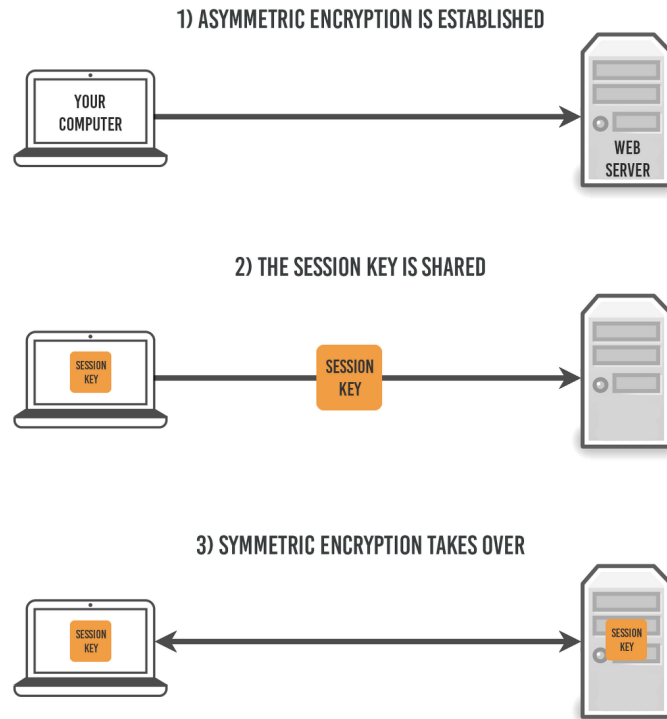 1) ASYMMETRIC ENCRYPTION IS ESTABLISHED
YOUR
COMPUTER
WEB
SERVER
2) THE SESSION KEY IS SHARED
SESSION
KEY
SESSION
KEY
3) SYMMETRIC ENCRYPTION TAKES OVER
SESSION
KEY
SESSION
KEY